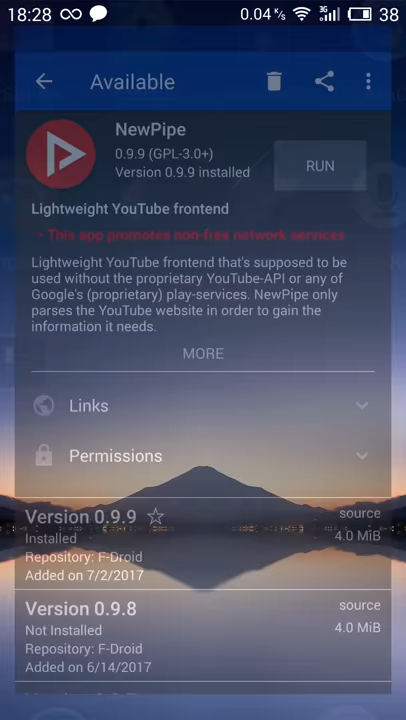 18:28 0.04 K/s 3G 38
Available
NewPipe
0.9.9 (GPL-3.0+)
Version 0.9.9 installed
RUN
Lightweight YouTube frontend
• This app promotes non-free network services
Lightweight YouTube frontend that's supposed to be
used without the proprietary YouTube-API or any of
Google's (proprietary) play-services. NewPipe only
parses the YouTube website in order to gain the
information it needs.
MORE
Links
Permissions
Version 0.9.9 source
Installed 4.0 MiB
Repository: F-Droid
Added on 7/2/2017
Version 0.9.8 source
Not Installed 4.0 MiB
Repository: F-Droid
Added on 6/14/2017